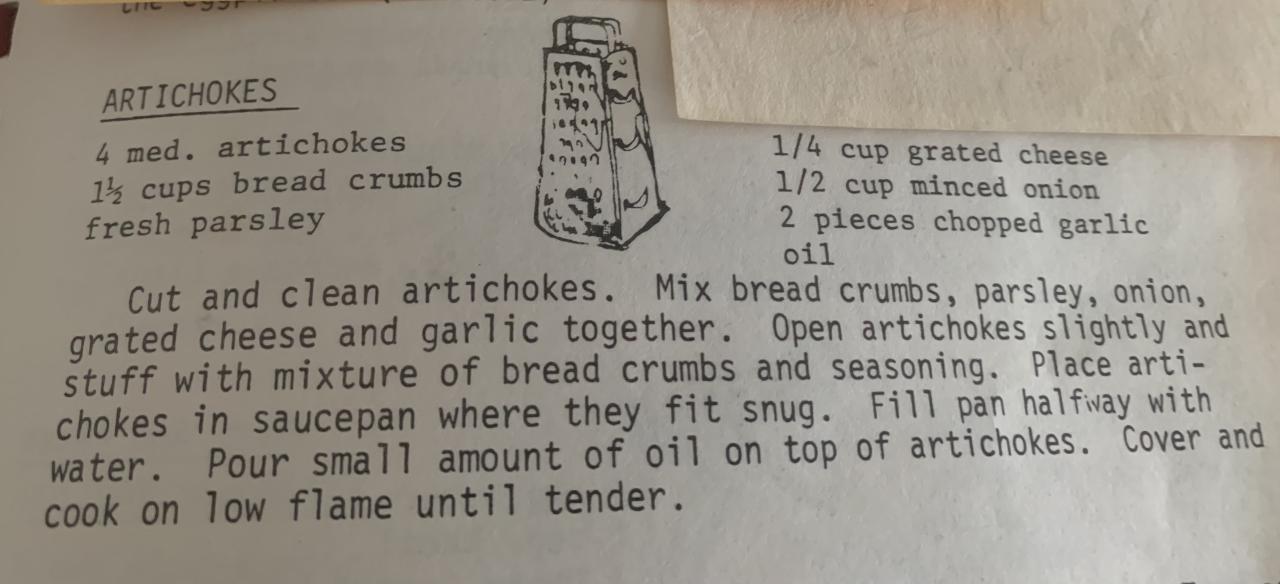 ARTICHOKES
4 med. artichokes
1½ cups bread crumbs
fresh parsley
1/4 cup grated cheese
1/2 cup minced onion
2 pieces chopped garlic
oil
Cut and clean artichokes. Mix bread crumbs, parsley, onion,
grated cheese and garlic together. Open artichokes slightly and
stuff with mixture of bread crumbs and seasoning. Place arti-
chokes in saucepan where they fit snug. Fill pan halfway with
water. Pour small amount of oil on top of artichokes. Cover and
cook on low flame until tender.